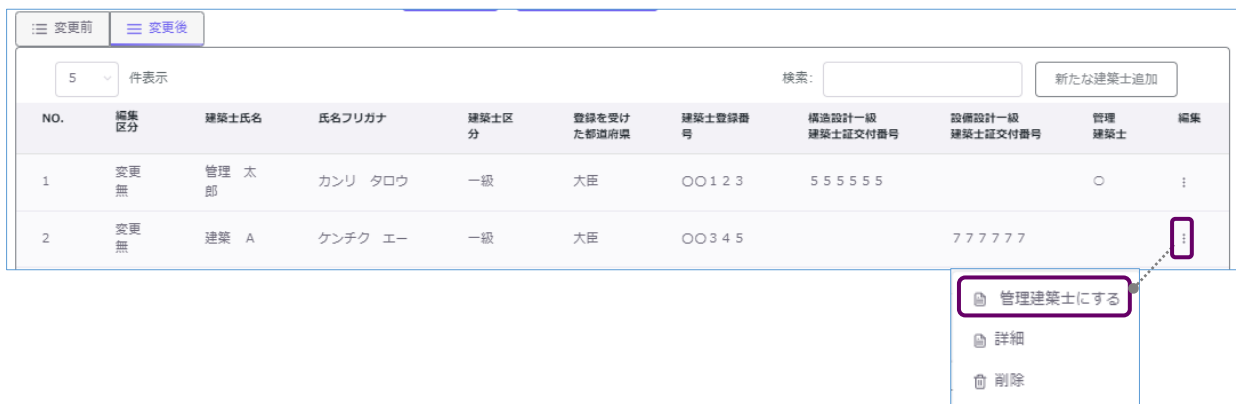 変更前 変更後
5 件表示 検索: 新たな建築士追加
NO. 編集 建築士氏名 氏名フリガナ 建築士区 登録を受け 建築士登録番 構造設計一級 設備設計一級 管理 編集
区分 分 た都道府県 号 建築士証交付番号 建築士証交付番号 建築士
変更 管理 太
1 カンリ タロウ 一級 大臣 〇〇123 555555 〇
無 郎
変更
2 建築 A ケンチク エー 一級 大臣 〇〇345 777777
無
管理建築士にする
詳細
削除